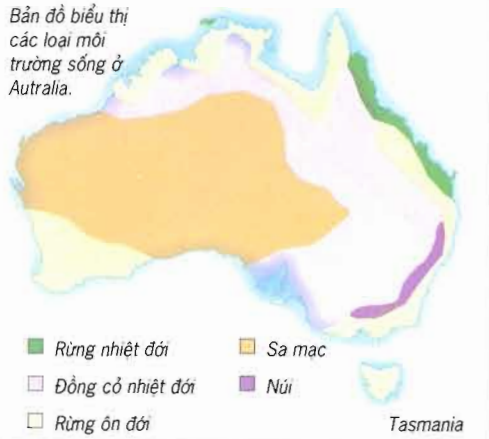 Bản đồ biểu thị
các loại môi
trường sống ở
Autralia.
Rừng nhiệt đới
Đồng cỏ nhiệt đới
Rừng ôn đới
Sa mạc
Núi
Tasmania